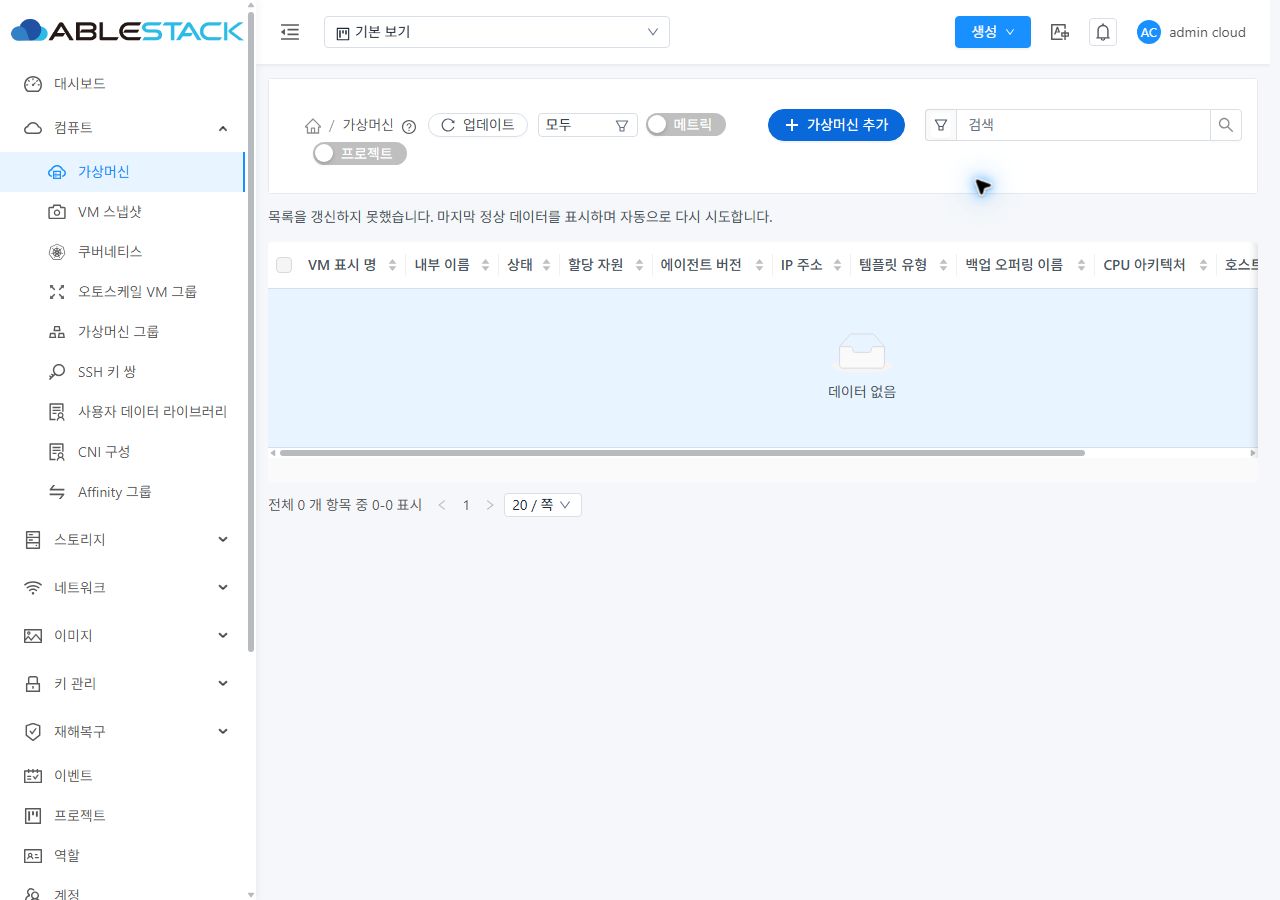 ABLESTACK
기본 보기
생성
AC
admin cloud
대시보드
컴퓨트
가상머신
VM 스냅샷
쿠버네티스
오토스케일 VM 그룹
가상머신 그룹
SSH 키 쌍
사용자 데이터 라이브러리
CNI 구성
Affinity 그룹
스토리지
네트워크
이미지
키 관리
재해복구
이벤트
프로젝트
역할
계정
/ 가상머신 업데이트 모두 메트릭
프로젝트
가상머신 추가
검색
목록을 갱신하지 못했습니다. 마지막 정상 데이터를 표시하며 자동으로 다시 시도합니다.
VM 표시 명 내부 이름 상태 할당 자원 에이전트 버전 IP 주소 템플릿 유형 백업 오퍼링 이름 CPU 아키텍처
데이터 없음
전체 0 개 항목 중 0-0 표시 < 1 > 20 / 쪽